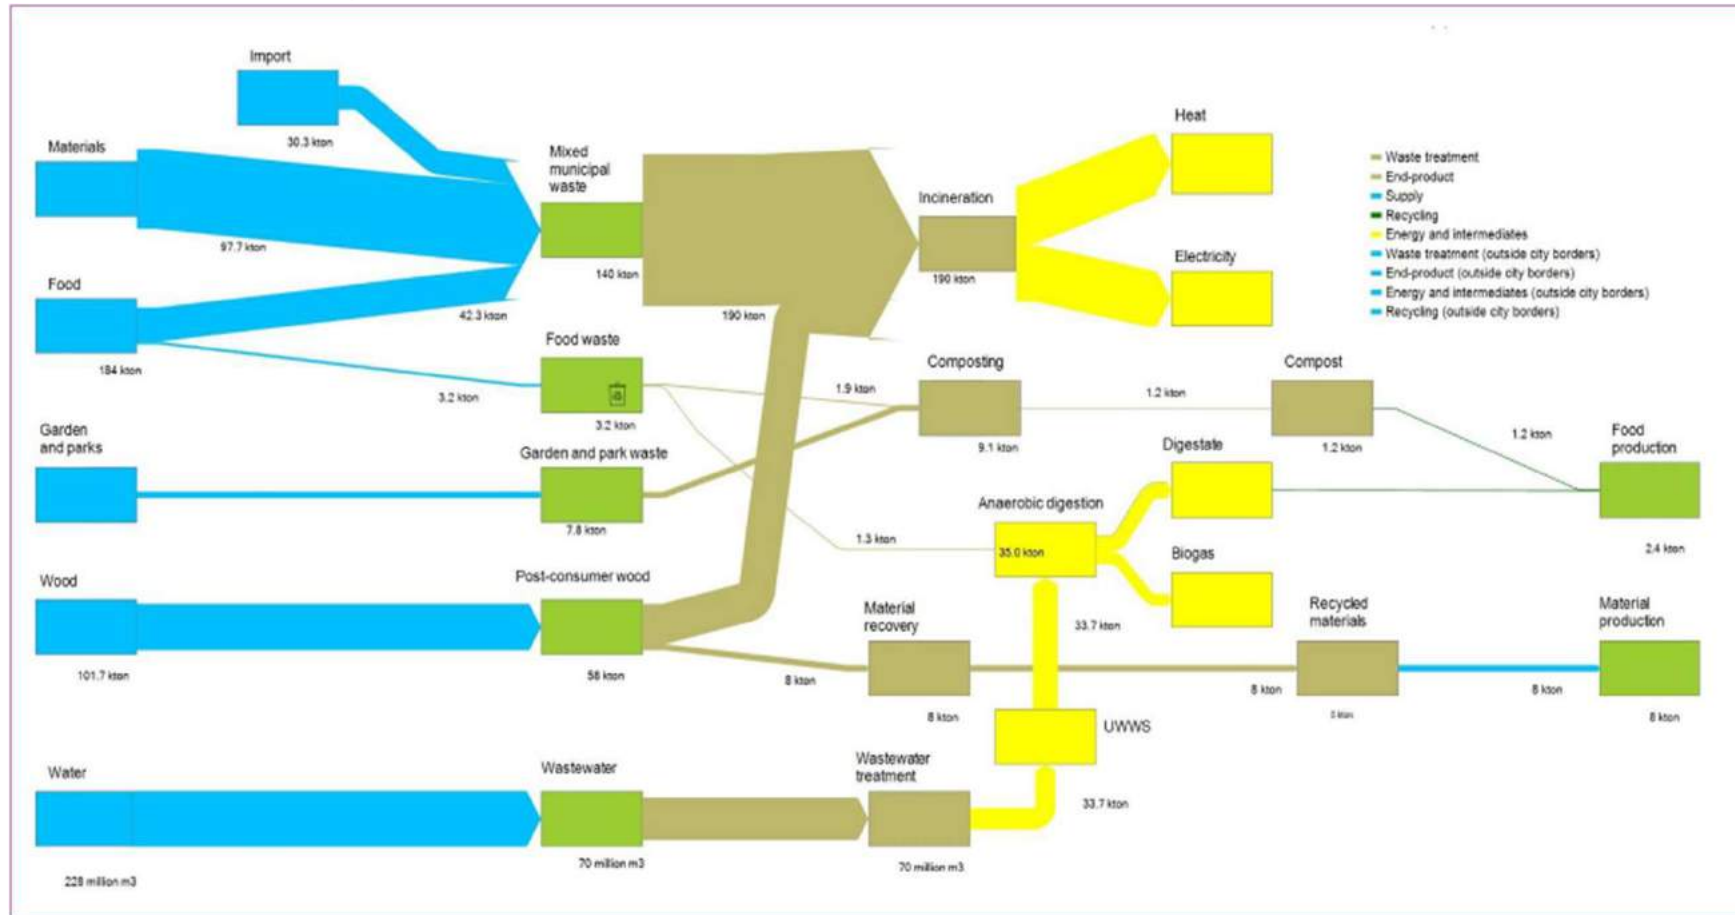 Import
30.3 kton
Materials
97.7 kton
Food
184 kton
42.3 kton
3.2 kton
Mixed
municipal
waste
140 kton
190 kton
Incineration
190 kton
Heat
Electricity
Waste treatment
End-product
Supply
Recycling
Energy and intermediates
Waste treatment (outside city borders)
End-product (outside city borders)
Energy and intermediates (outside city borders)
Recycling (outside city borders)
Food waste
3.2 kton
1.9 kton
Composting
9.1 kton
1.2 kton
Compost
1.2 kton
1.2 kton
Food
production
2.4 kton
Garden
and parks
Garden and park waste
7.8 kton
1.3 kton
Anaerobic digestion
35.0 kton
Digestate
Biogas
Wood
101.7 kton
Post-consumer wood
58 kton
8 kton
Material
recovery
8 kton
33.7 kton
8 kton
Recycled
materials
kton
8 kton
Material
production
8 kton
UWWS
33.7 kton
Water
228 million m3
Wastewater
70 million m3
Wastewater
treatment
70 million m3